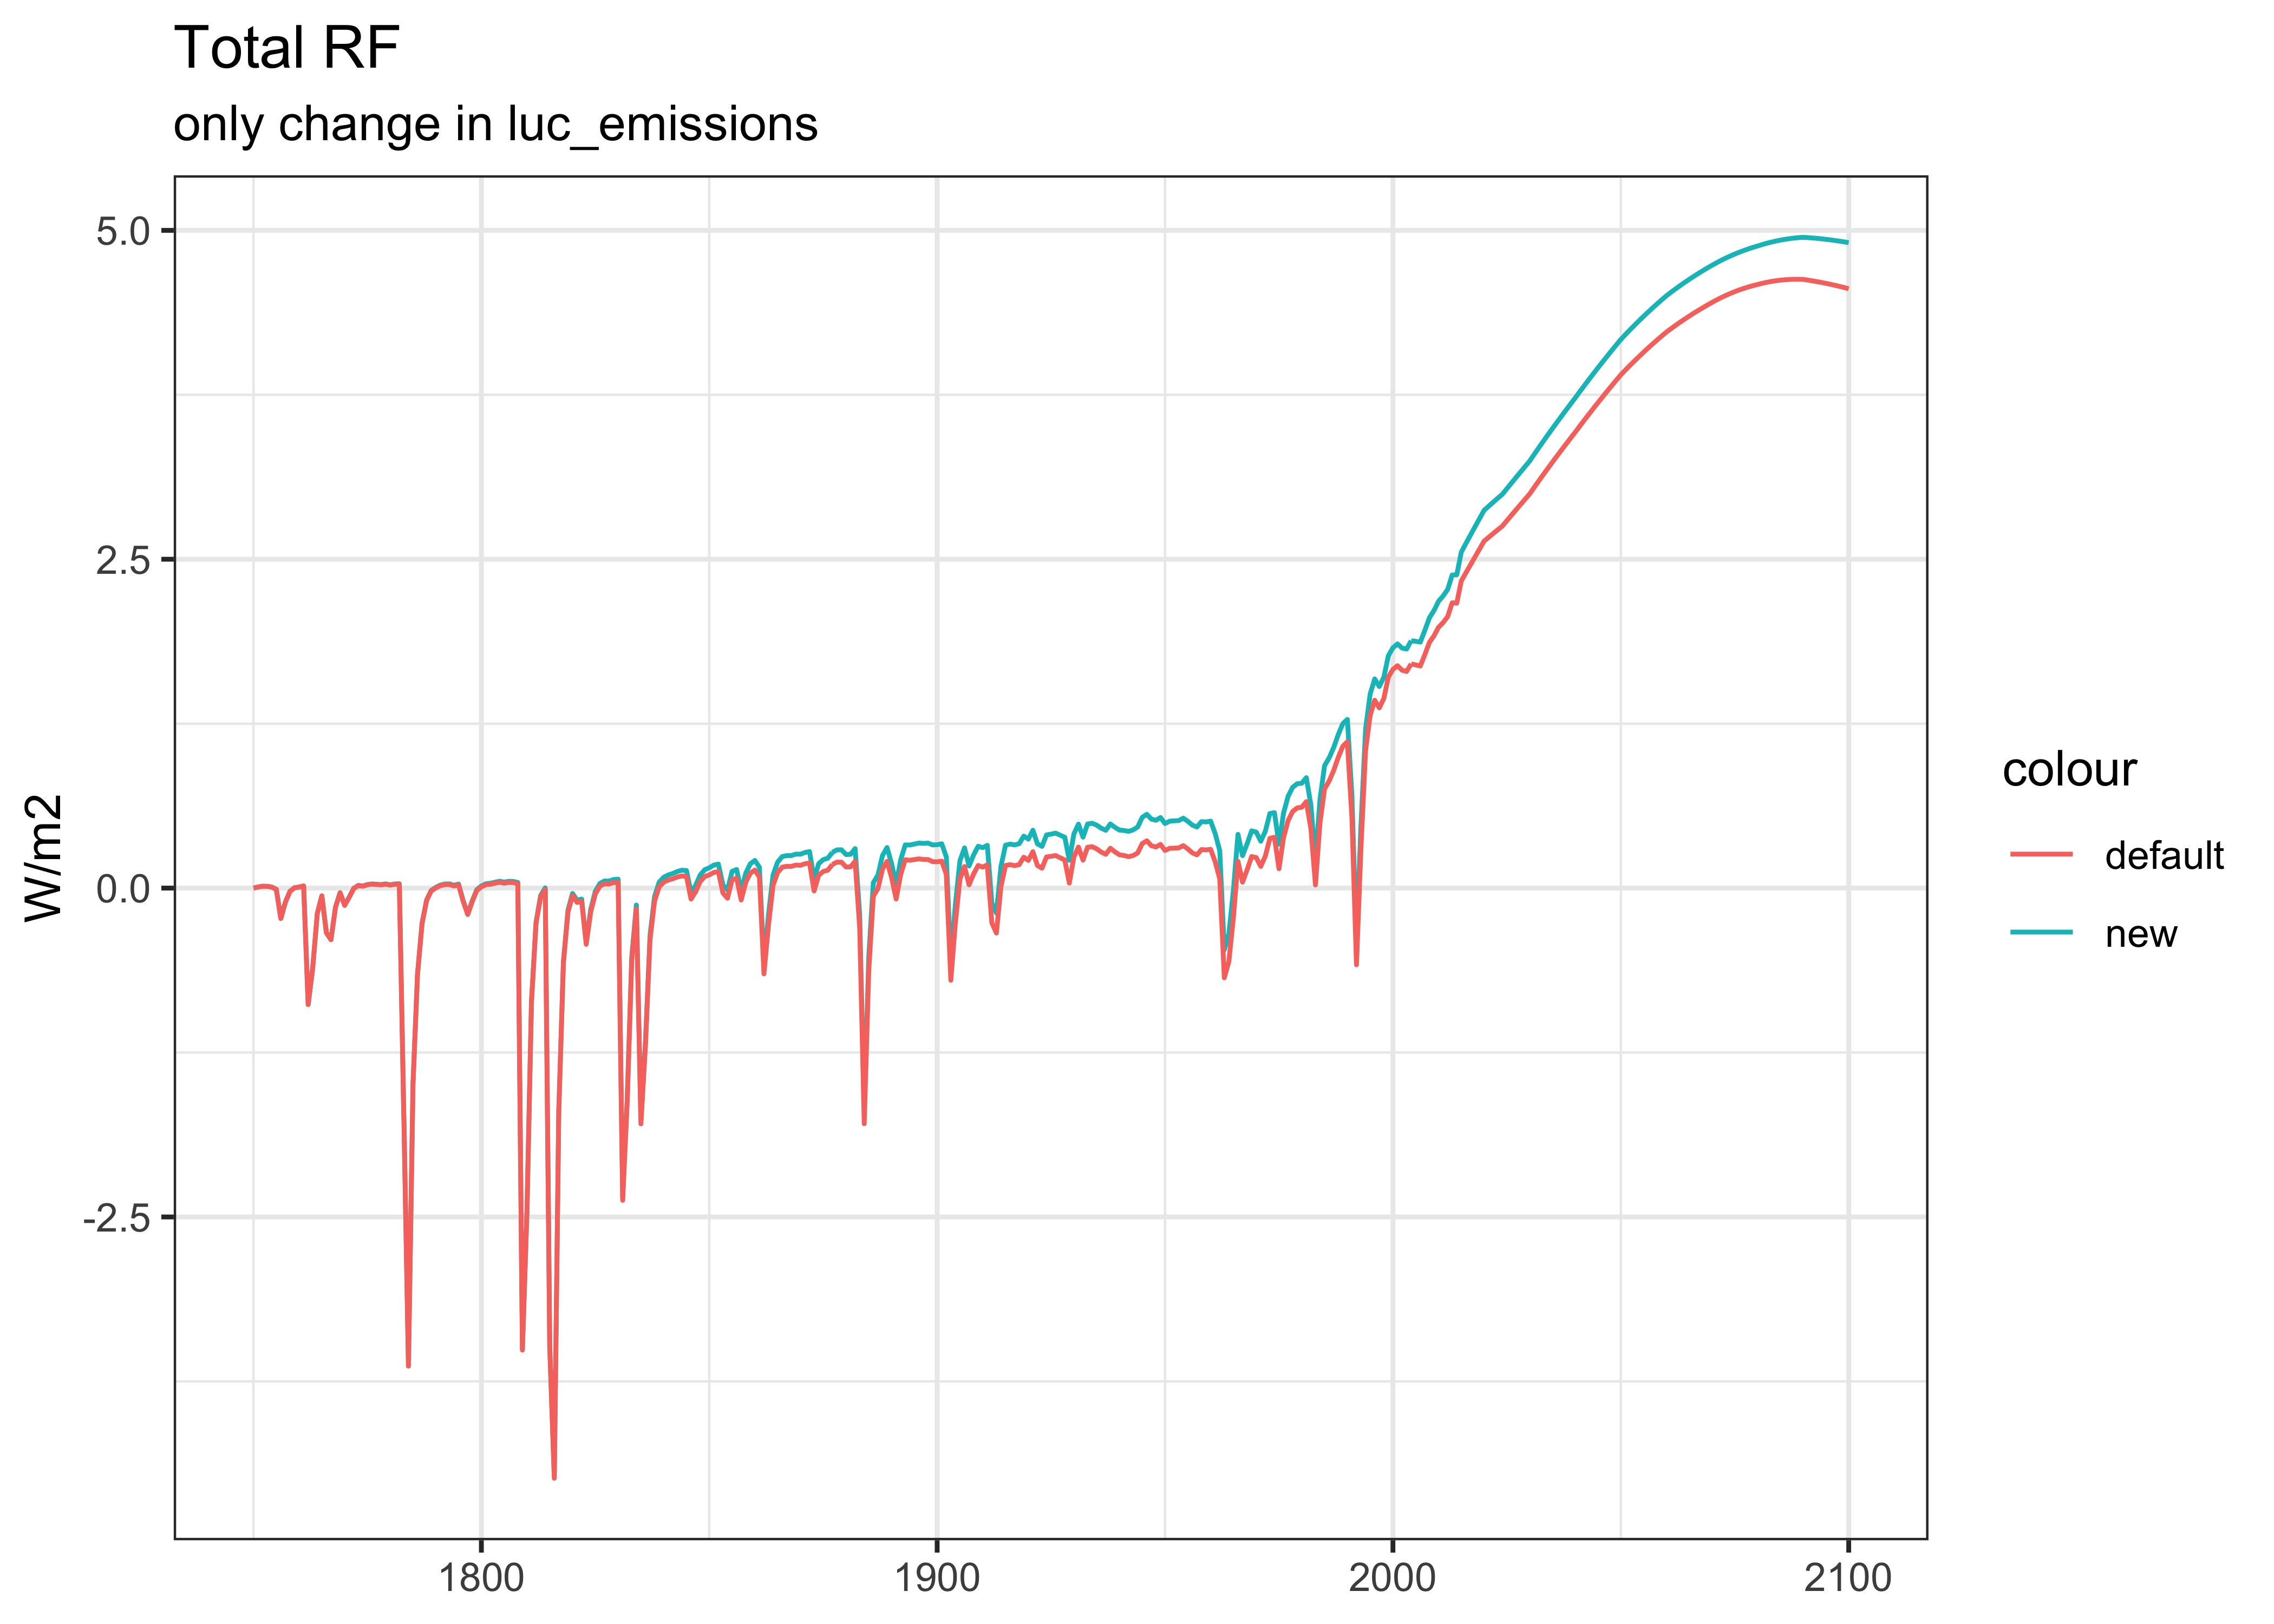 Total RF
only change in luc_emissions
5.0
2.5
0.0
-2.5
W/m2
1800
1900
2000
2100
colour
default
new